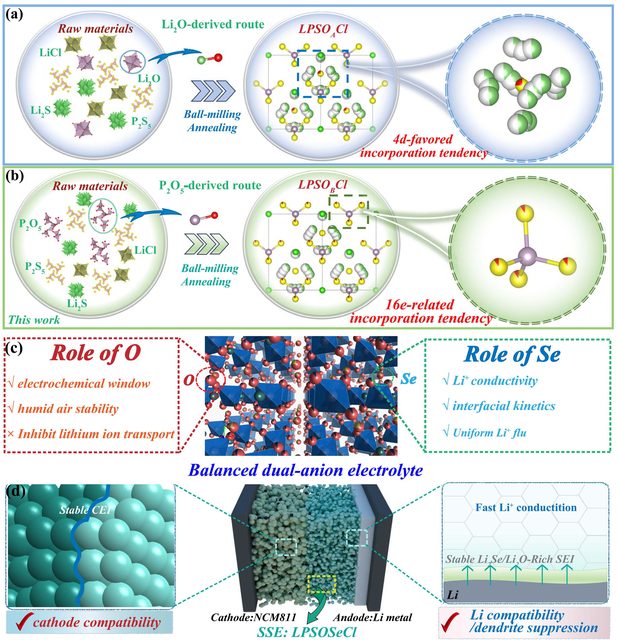 (a)
Raw materials
LiCl
Li₂O
Li₂S
P₂S₅
Li₂O-derived route
Ball-milling
Annealing
LPSO_ACl
4d-favored
incorporation tendency
(b)
Raw materials
P₂O₅
LiCl
P₂S₅
Li₂S
This work
P₂O₅-derived route
Ball-milling
Annealing
LPSO_BCl
16e-related
incorporation tendency
(c)
Role of O
√ electrochemical window
√ humid air stability
× Inhibit lithium ion transport
O
Se
Role of Se
√ Li⁺ conductivity
√ interfacial kinetics
√ Uniform Li⁺ flu
Balanced dual-anion electrolyte
(d)
Stable CEI
√ cathode compatibility
Cathode:NCM811
Andode:Li metal
SSE: LPSOSeCl
Fast Li⁺ conductition
Stable Li₂Se/Li₂O-Rich SEI
Li
√ Li compatibility
/dendrite suppression